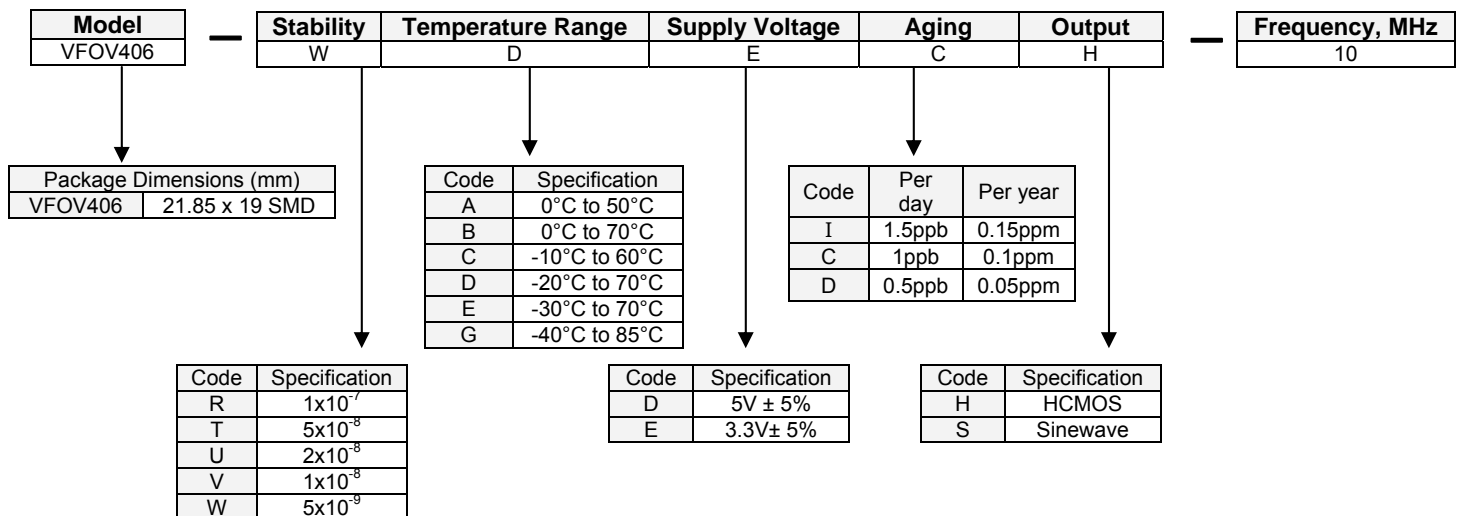 Model — Stability Temperature Range Supply Voltage Aging Output — Frequency, MHz
VFOV406 W D E C H 10
Package Dimensions (mm)
VFOV406 21.85 x 19 SMD
Code Specification
A 0°C to 50°C
B 0°C to 70°C
C -10°C to 60°C
D -20°C to 70°C
E -30°C to 70°C
G -40°C to 85°C
Code Per day Per year
I 1.5ppb 0.15ppm
C 1ppb 0.1ppm
D 0.5ppb 0.05ppm
Code Specification
R 1x10⁻⁷
T 5x10⁻⁸
U 2x10⁻⁸
V 1x10⁻⁸
W 5x10⁻⁹
Code Specification
D 5V ± 5%
E 3.3V± 5%
Code Specification
H HCMOS
S Sinewave